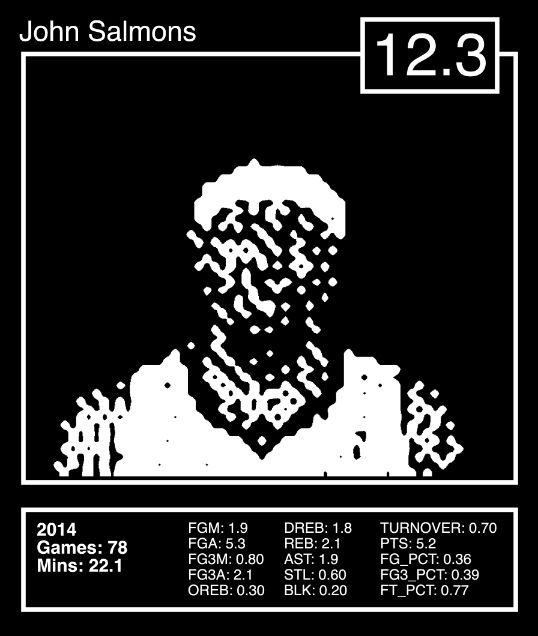 John Salmons
12.3
2014
Games: 78
Mins: 22.1
FGM: 1.9
FGA: 5.3
FG3M: 0.80
FG3A: 2.1
OREB: 0.30
DREB: 1.8
REB: 2.1
AST: 1.9
STL: 0.60
BLK: 0.20
TURNOVER: 0.70
PTS: 5.2
FG_PCT: 0.36
FG3_PCT: 0.39
FT_PCT: 0.77